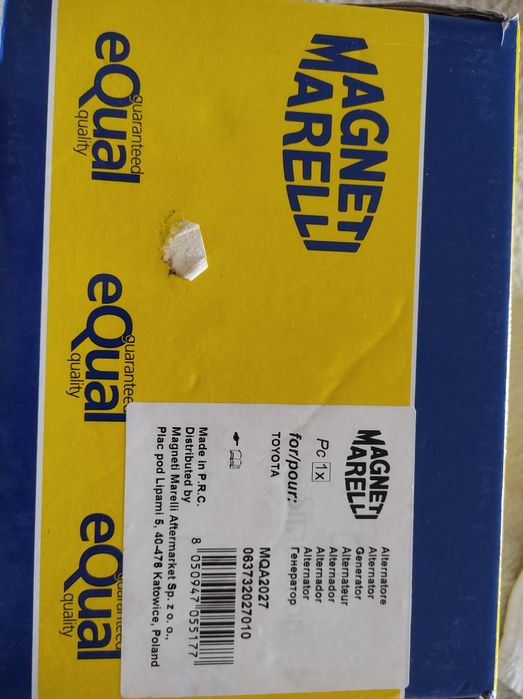 MAGNETI
MARELLI
eQual
guaranteed
quality
eQual
guaranteed
quality
eQual
guaranteed
quality
MAGNETI
MARELLI
Alternatore
Alternator
Generator
Alternateur
Alternador
Alternador
Alternator
Генератор
Pc 1x
for/pour:
TOYOTA
MQA2027
063732027010
8 050947 055177
Made in P.R.C.
Distributed by
Magneti Marelli Aftermarket Sp. z o. o.,
Plac pod Lipami 5, 40-476 Katowice, Poland